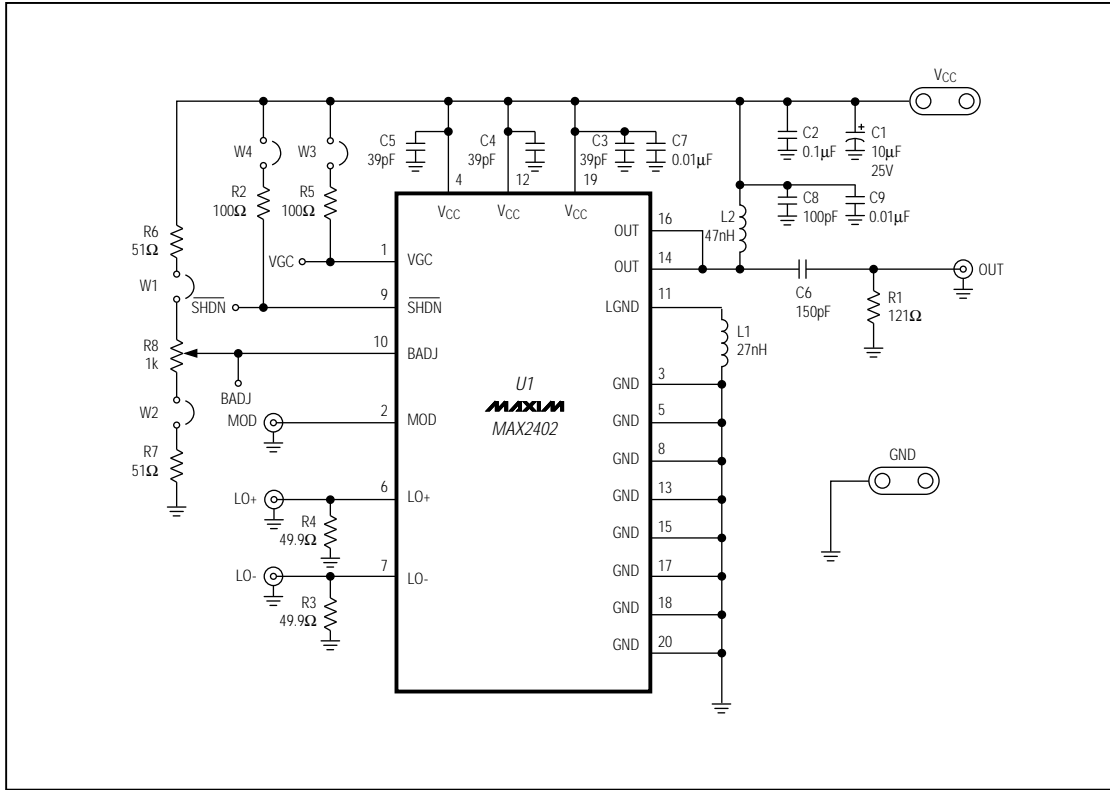 VCC
W4
W3
C5
39pF
C4
39pF
C3
39pF
C7
0.01μF
C2
0.1μF
C1
+
10μF
25V
R2
100Ω
R5
100Ω
4
12
19
VCC
VCC
VCC
C8
100pF
C9
0.01μF
R6
51Ω
W1
VGC
1
VGC
SHDN
9
SHDN
L2
47nH
16
OUT
14
OUT
OUT
C6
150pF
R1
121Ω
11
LGND
L1
27nH
R8
1k
10
BADJ
BADJ
W2
R7
51Ω
MOD
2
MOD
U1
MAXIM
MAX2402
3
GND
5
GND
8
GND
13
GND
15
GND
17
GND
18
GND
20
GND
GND
LO+
6
LO+
R4
49.9Ω
LO-
7
LO-
R3
49.9Ω